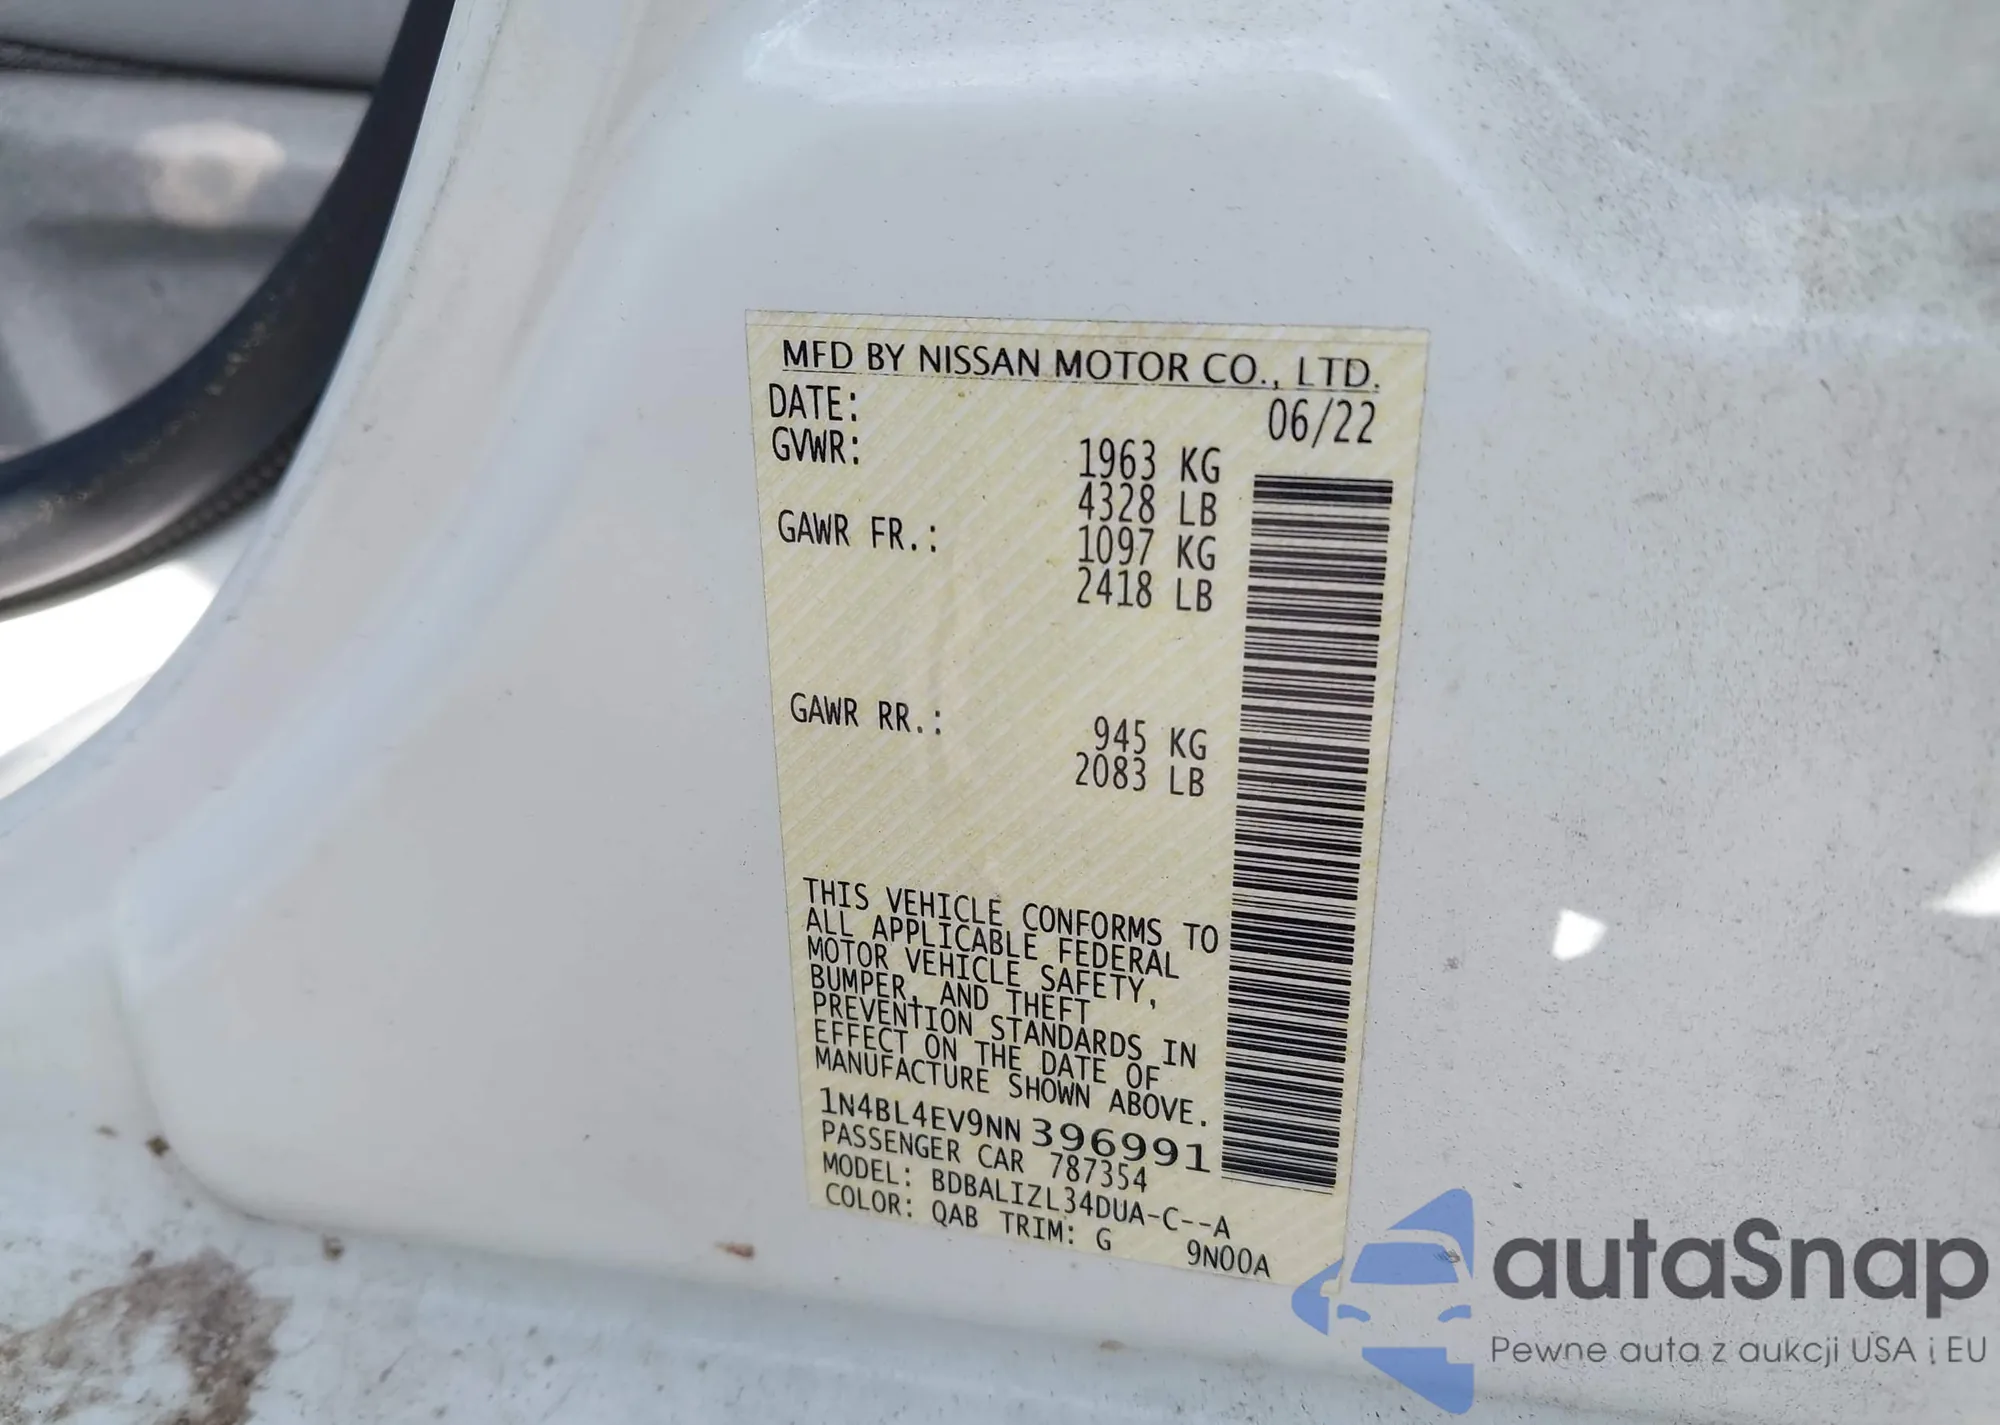 MFD BY NISSAN MOTOR CO., LTD.
DATE: 06/22
GVWR: 1963 KG
4328 LB
GAWR FR.: 1097 KG
2418 LB
GAWR RR.: 945 KG
2083 LB
THIS VEHICLE CONFORMS TO
ALL APPLICABLE FEDERAL
MOTOR VEHICLE SAFETY,
BUMPER, AND THEFT
PREVENTION STANDARDS IN
EFFECT ON THE DATE OF
MANUFACTURE SHOWN ABOVE.
1N4BL4EV9NN396991
PASSENGER CAR 787354
MODEL: BDBALIZL34DUA-C--A
COLOR: QAB TRIM: G 9N00A
autaSnap
Pewne auta z aukcji USA i EU